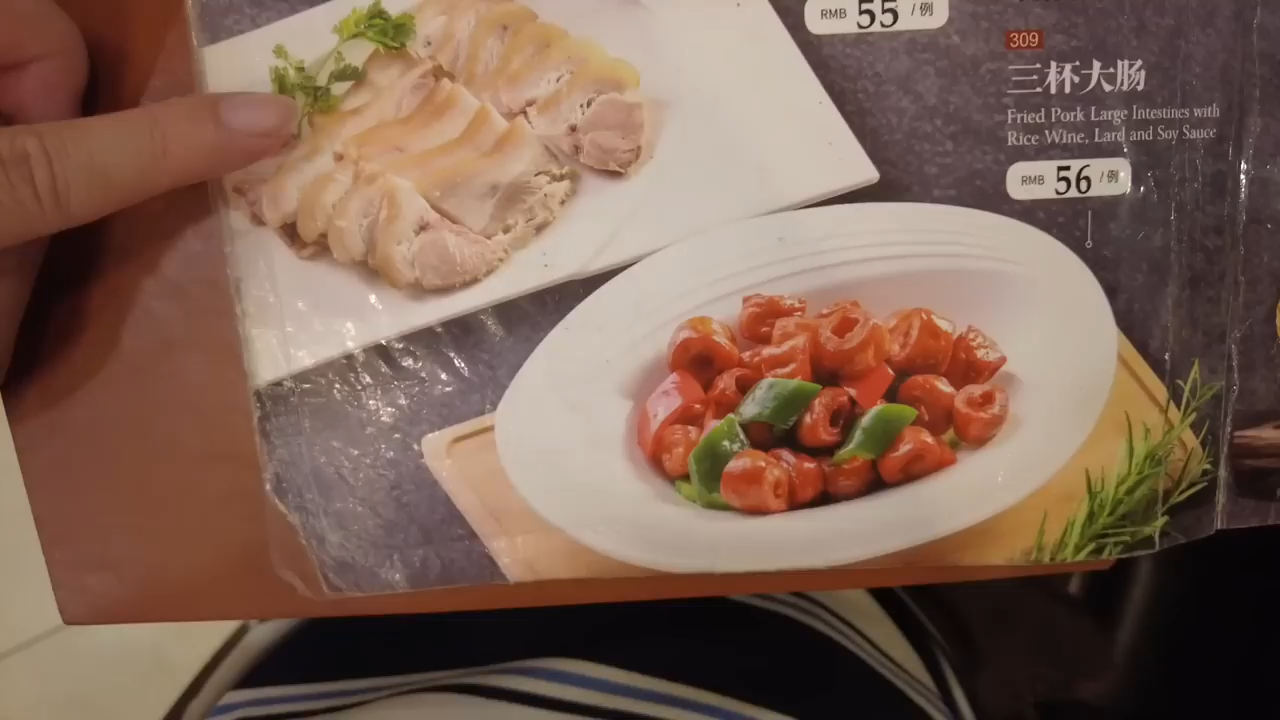 RMB 55 / 例
309
三杯大肠
Fried Pork Large Intestines with
Rice Wine, Lard and Soy Sauce
RMB 56 / 例